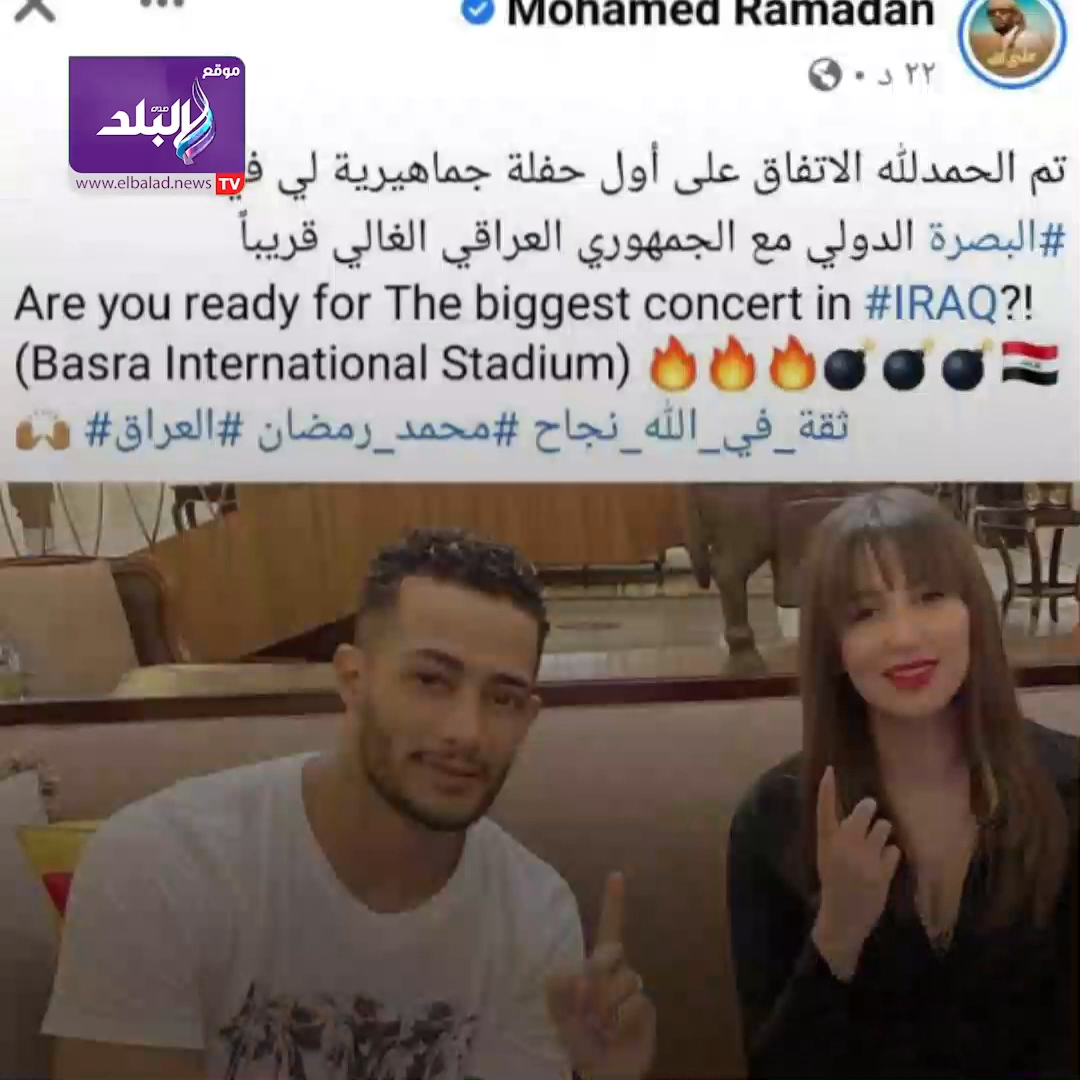 Mohamed Ramadan
٢٢ د
موقع
صدى البلد
www.elbalad.news TV
تم الحمدلله الاتفاق على أول حفلة جماهيرية لي في
#البصرة الدولي مع الجمهوري العراقي الغالي قريباً
Are you ready for The biggest concert in #IRAQ?!
(Basra International Stadium) 🔥🔥🔥💣💣💣🇮🇶
ثقة_في_الله_نجاح #محمد_رمضان #العراق# 🙌🏽